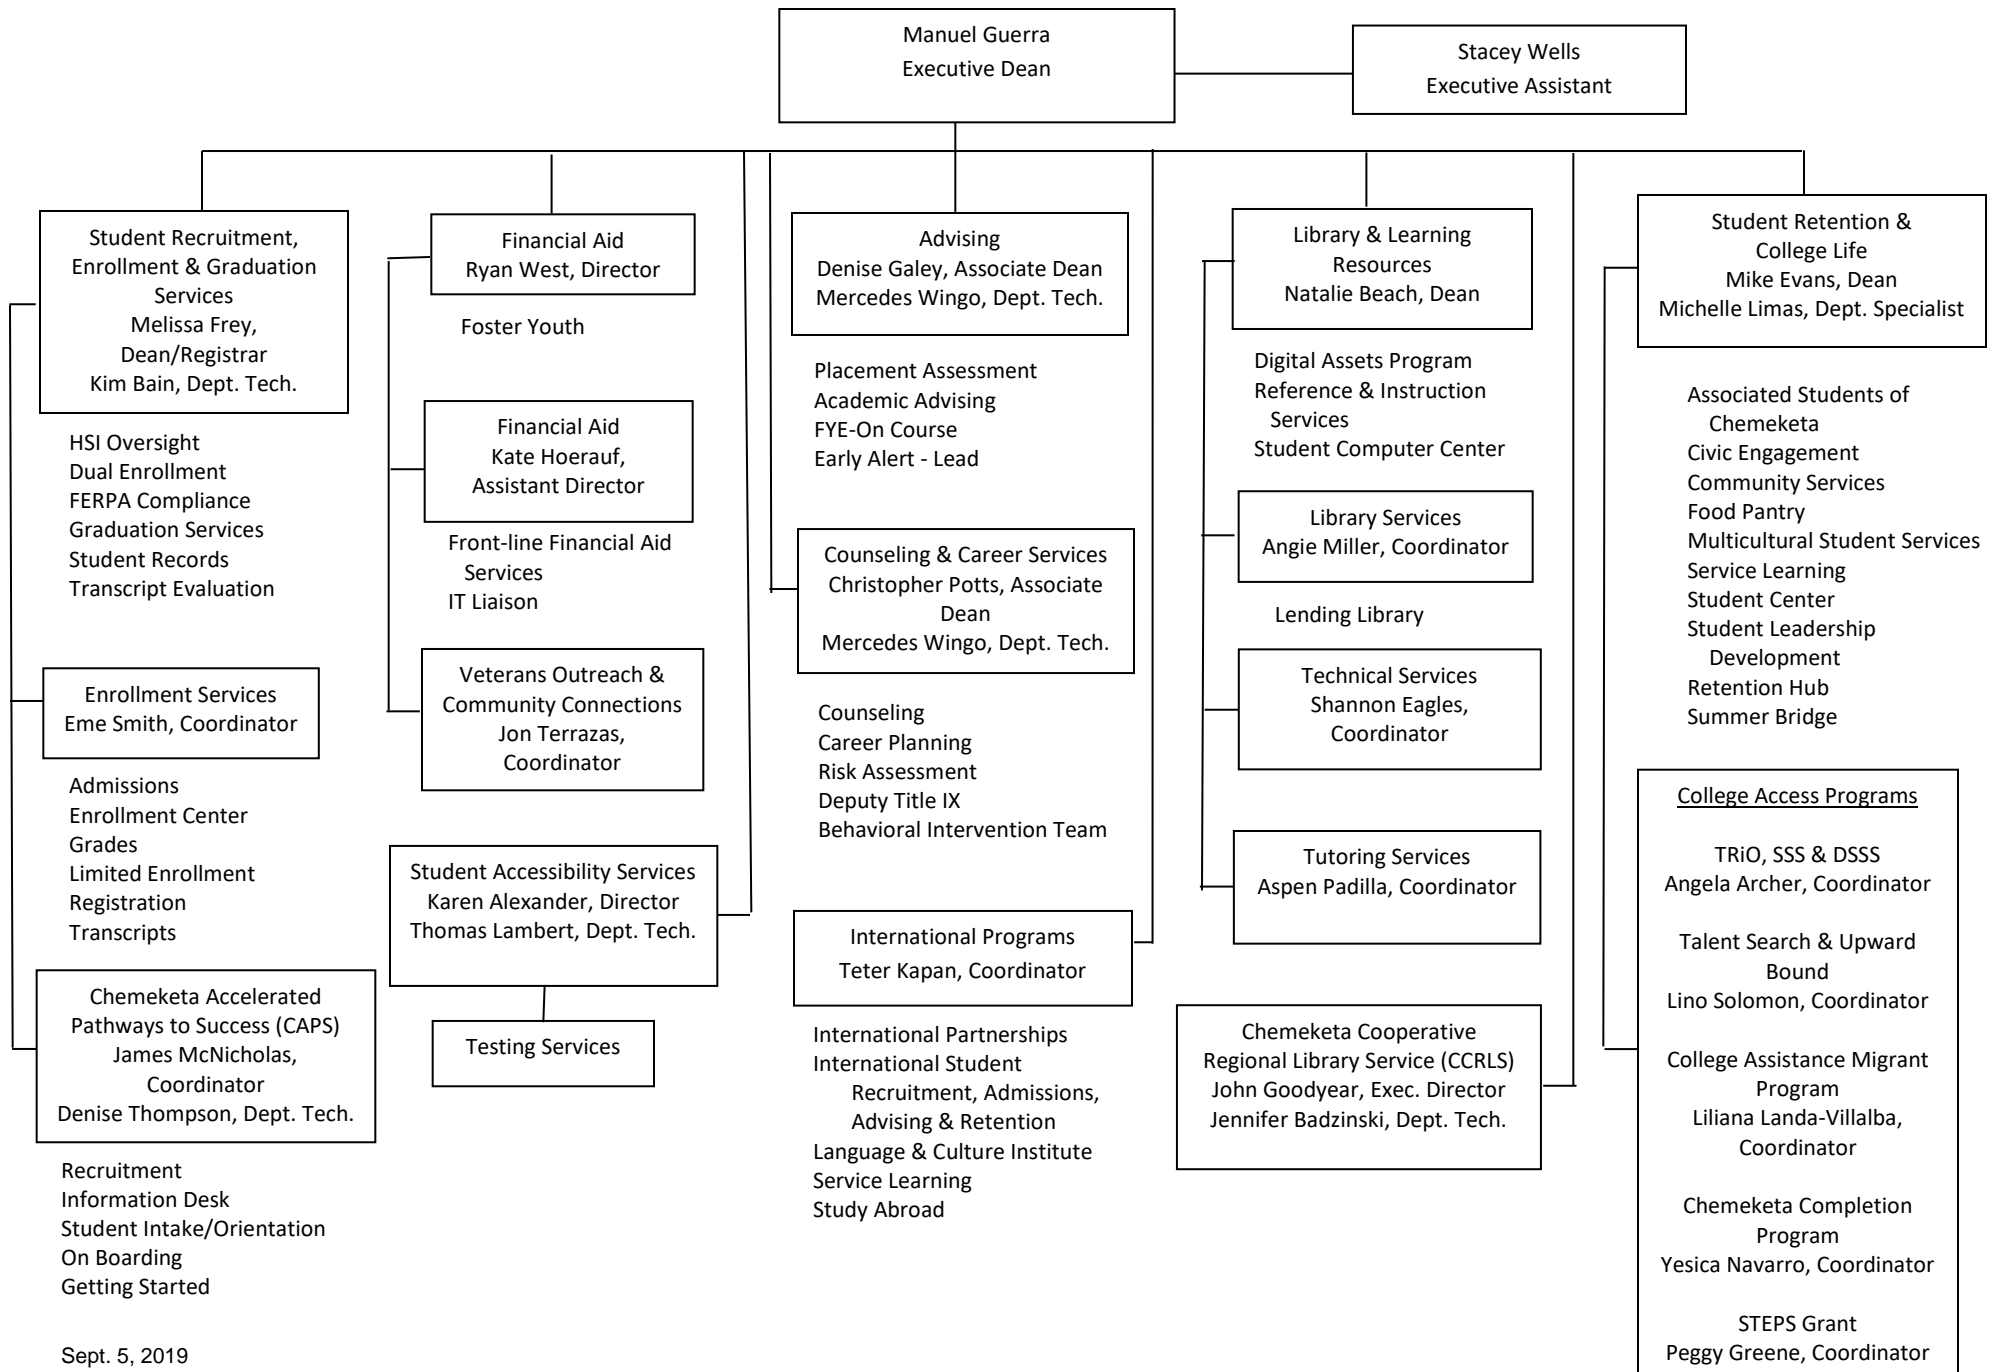 Manuel Guerra
Executive Dean
Stacey Wells
Executive Assistant
Student Recruitment,
Enrollment & Graduation
Services
Melissa Frey,
Dean/Registrar
Kim Bain, Dept. Tech.
HSI Oversight
Dual Enrollment
FERPA Compliance
Graduation Services
Student Records
Transcript Evaluation
Enrollment Services
Eme Smith, Coordinator
Admissions
Enrollment Center
Grades
Limited Enrollment
Registration
Transcripts
Chemeketa Accelerated
Pathways to Success (CAPS)
James McNicholas,
Coordinator
Denise Thompson, Dept. Tech.
Recruitment
Information Desk
Student Intake/Orientation
On Boarding
Getting Started
Sept. 5, 2019
Financial Aid
Ryan West, Director
Foster Youth
Financial Aid
Kate Hoerauf,
Assistant Director
Front-line Financial Aid
Services
IT Liaison
Veterans Outreach &
Community Connections
Jon Terrazas,
Coordinator
Student Accessibility Services
Karen Alexander, Director
Thomas Lambert, Dept. Tech.
Testing Services
Advising
Denise Galey, Associate Dean
Mercedes Wingo, Dept. Tech.
Placement Assessment
Academic Advising
FYE-On Course
Early Alert - Lead
Counseling & Career Services
Christopher Potts, Associate
Dean
Mercedes Wingo, Dept. Tech.
Counseling
Career Planning
Risk Assessment
Deputy Title IX
Behavioral Intervention Team
International Programs
Teter Kapan, Coordinator
International Partnerships
International Student
Recruitment, Admissions,
Advising & Retention
Language & Culture Institute
Service Learning
Study Abroad
Library & Learning
Resources
Natalie Beach, Dean
Digital Assets Program
Reference & Instruction
Services
Student Computer Center
Library Services
Angie Miller, Coordinator
Lending Library
Technical Services
Shannon Eagles,
Coordinator
Tutoring Services
Aspen Padilla, Coordinator
Chemeketa Cooperative
Regional Library Service (CCRLS)
John Goodyear, Exec. Director
Jennifer Badzinski, Dept. Tech.
Student Retention &
College Life
Mike Evans, Dean
Michelle Limas, Dept. Specialist
Associated Students of
Chemeketa
Civic Engagement
Community Services
Food Pantry
Multicultural Student Services
Service Learning
Student Center
Student Leadership
Development
Retention Hub
Summer Bridge
College Access Programs
TRiO, SSS & DSSS
Angela Archer, Coordinator
Talent Search & Upward
Bound
Lino Solomon, Coordinator
College Assistance Migrant
Program
Liliana Landa-Villalba,
Coordinator
Chemeketa Completion
Program
Yesica Navarro, Coordinator
STEPS Grant
Peggy Greene, Coordinator